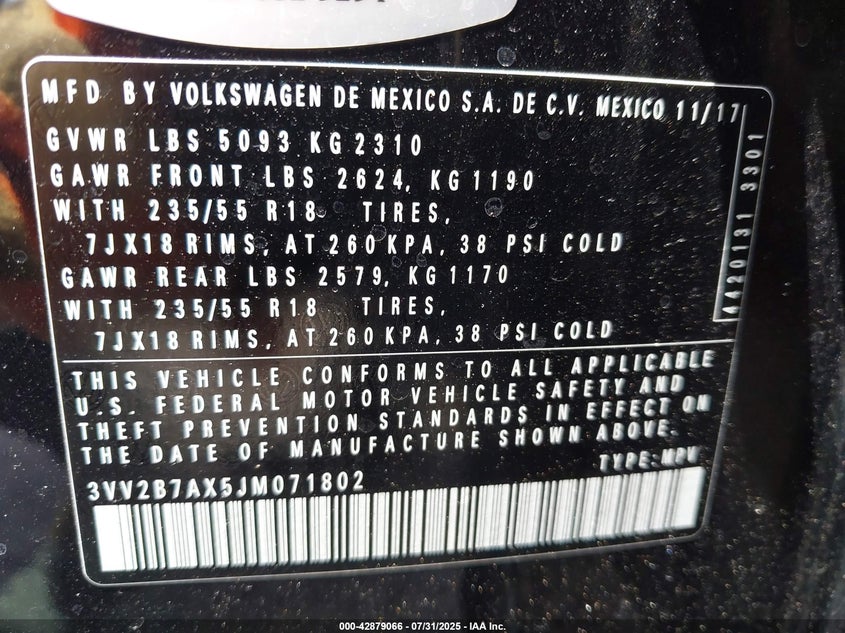 MFD BY VOLKSWAGEN DE MEXICO S.A. DE C.V. MEXICO 11/17
GVWR LBS 5093 KG 2310
GAWR FRONT LBS 2624, KG 1190
WITH 235/55 R18 TIRES,
7JX18 RIMS, AT 260 KPA, 38 PSI COLD
GAWR REAR LBS 2579, KG 1170
WITH 235/55 R18 TIRES,
7JX18 RIMS, AT 260 KPA, 38 PSI COLD
4420131 3301
THIS VEHICLE CONFORMS TO ALL APPLICABLE
U.S. FEDERAL MOTOR VEHICLE SAFETY AND
THEFT PREVENTION STANDARDS IN EFFECT ON
THE DATE OF MANUFACTURE SHOWN ABOVE.
TYPE:MPV
3VV2B7AX5JM071802
000-42879066 - 07/31/2025 - IAA Inc.